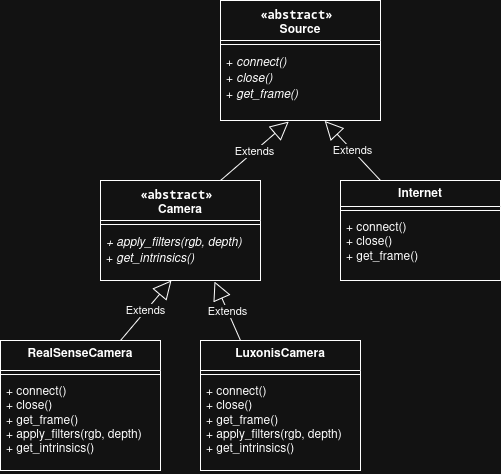 «abstract»
Source
+ connect()
+ close()
+ get_frame()
Extends
Extends
«abstract»
Camera
+ apply_filters(rgb, depth)
+ get_intrinsics()
Internet
+ connect()
+ close()
+ get_frame()
Extends
Extends
RealSenseCamera
+ connect()
+ close()
+ get_frame()
+ apply_filters(rgb, depth)
+ get_intrinsics()
LuxonisCamera
+ connect()
+ close()
+ get_frame()
+ apply_filters(rgb, depth)
+ get_intrinsics()